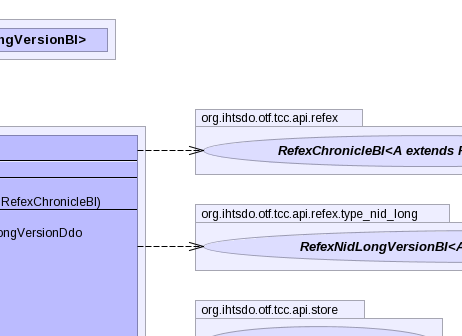 ngVersionBI>
org.ihtsdo.otf.tcc.api.refex
RefexChronicleBI<A extends
RefexChronicleBI)
org.ihtsdo.otf.tcc.api.refex.type_nid_long
ongVersionDdo
RefexNidLongVersionBI<A
org.ihtsdo.otf.tcc.api.store